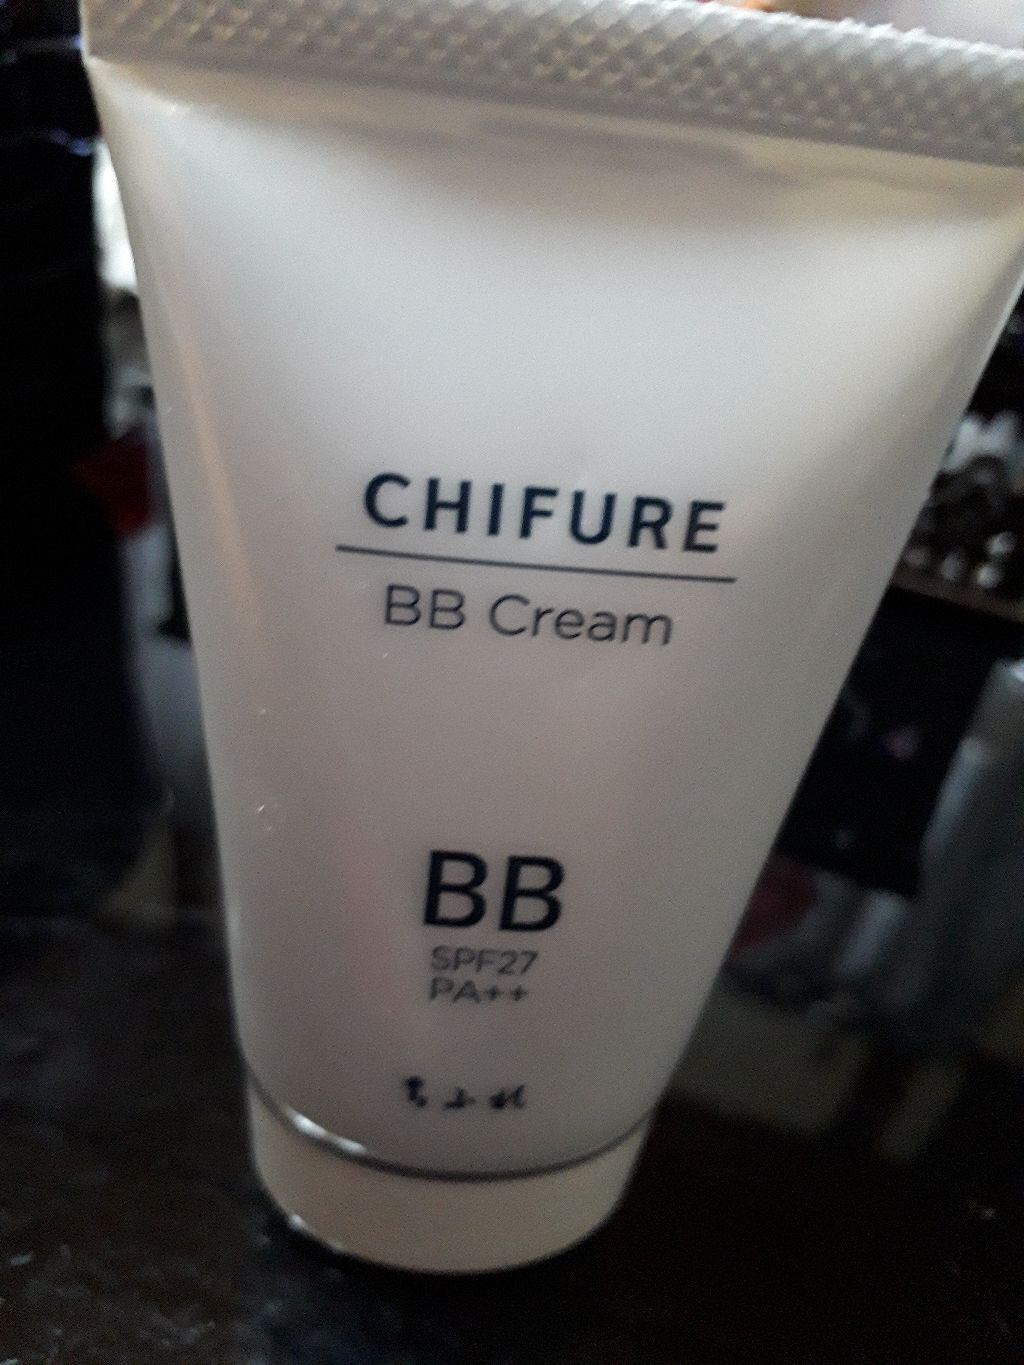 CHIFURE
BB Cream
BB
SPF27
PA++
ちふれ